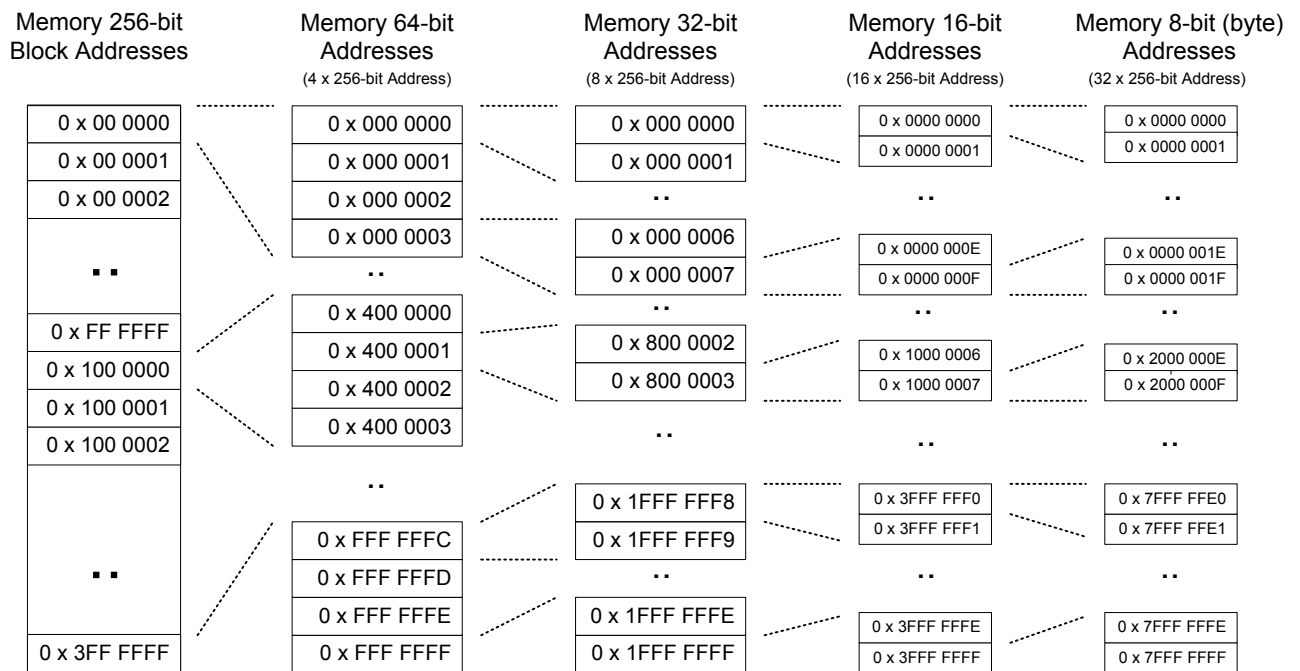 Memory 256-bit
Block Addresses
0 x 00 0000
0 x 00 0001
0 x 00 0002
..
0 x FF FFFF
0 x 100 0000
0 x 100 0001
0 x 100 0002
..
0 x 3FF FFFF
Memory 64-bit
Addresses
(4 x 256-bit Address)
0 x 000 0000
0 x 000 0001
0 x 000 0002
0 x 000 0003
..
0 x 400 0000
0 x 400 0001
0 x 400 0002
0 x 400 0003
..
0 x FFF FFFC
0 x FFF FFFD
0 x FFF FFFE
0 x FFF FFFF
Memory 32-bit
Addresses
(8 x 256-bit Address)
0 x 000 0000
0 x 000 0001
..
0 x 000 0006
0 x 000 0007
..
0 x 800 0002
0 x 800 0003
..
0 x 1FFF FFF8
0 x 1FFF FFF9
..
0 x 1FFF FFFE
0 x 1FFF FFFF
Memory 16-bit
Addresses
(16 x 256-bit Address)
0 x 0000 0000
0 x 0000 0001
..
0 x 0000 000E
0 x 0000 000F
..
0 x 1000 0006
0 x 1000 0007
..
0 x 3FFF FFF0
0 x 3FFF FFF1
..
0 x 3FFF FFFE
0 x 3FFF FFFF
Memory 8-bit (byte)
Addresses
(32 x 256-bit Address)
0 x 0000 0000
0 x 0000 0001
..
0 x 0000 001E
0 x 0000 001F
..
0 x 2000 000E
0 x 2000 000F
..
0 x 7FFF FFE0
0 x 7FFF FFE1
..
0 x 7FFF FFFE
0 x 7FFF FFFF